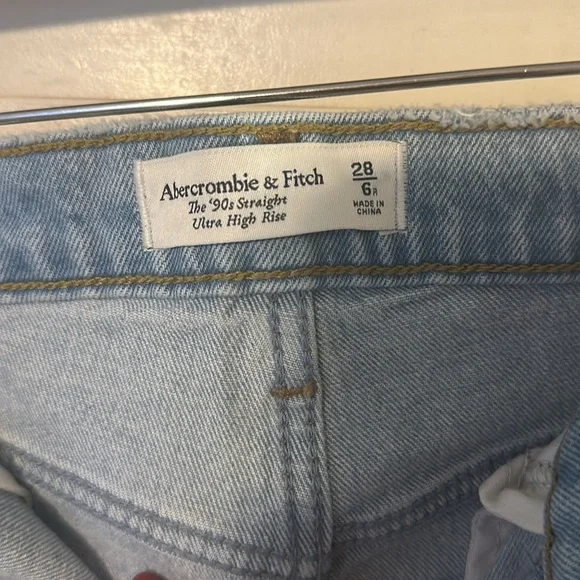 Abercrombie & Fitch
The '90s Straight
Ultra High Rise
28
6R
MADE IN
CHINA